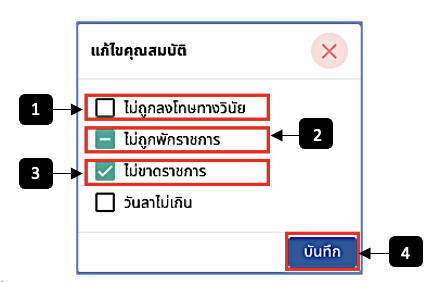 แก้ไขคุณสมบัติ
1 ไม่ถูกลงโทษทางวินัย
ไม่ถูกพักราชการ 2
3 ไม่ขาดราชการ
วันลาไม่เกิน
บันทึก 4